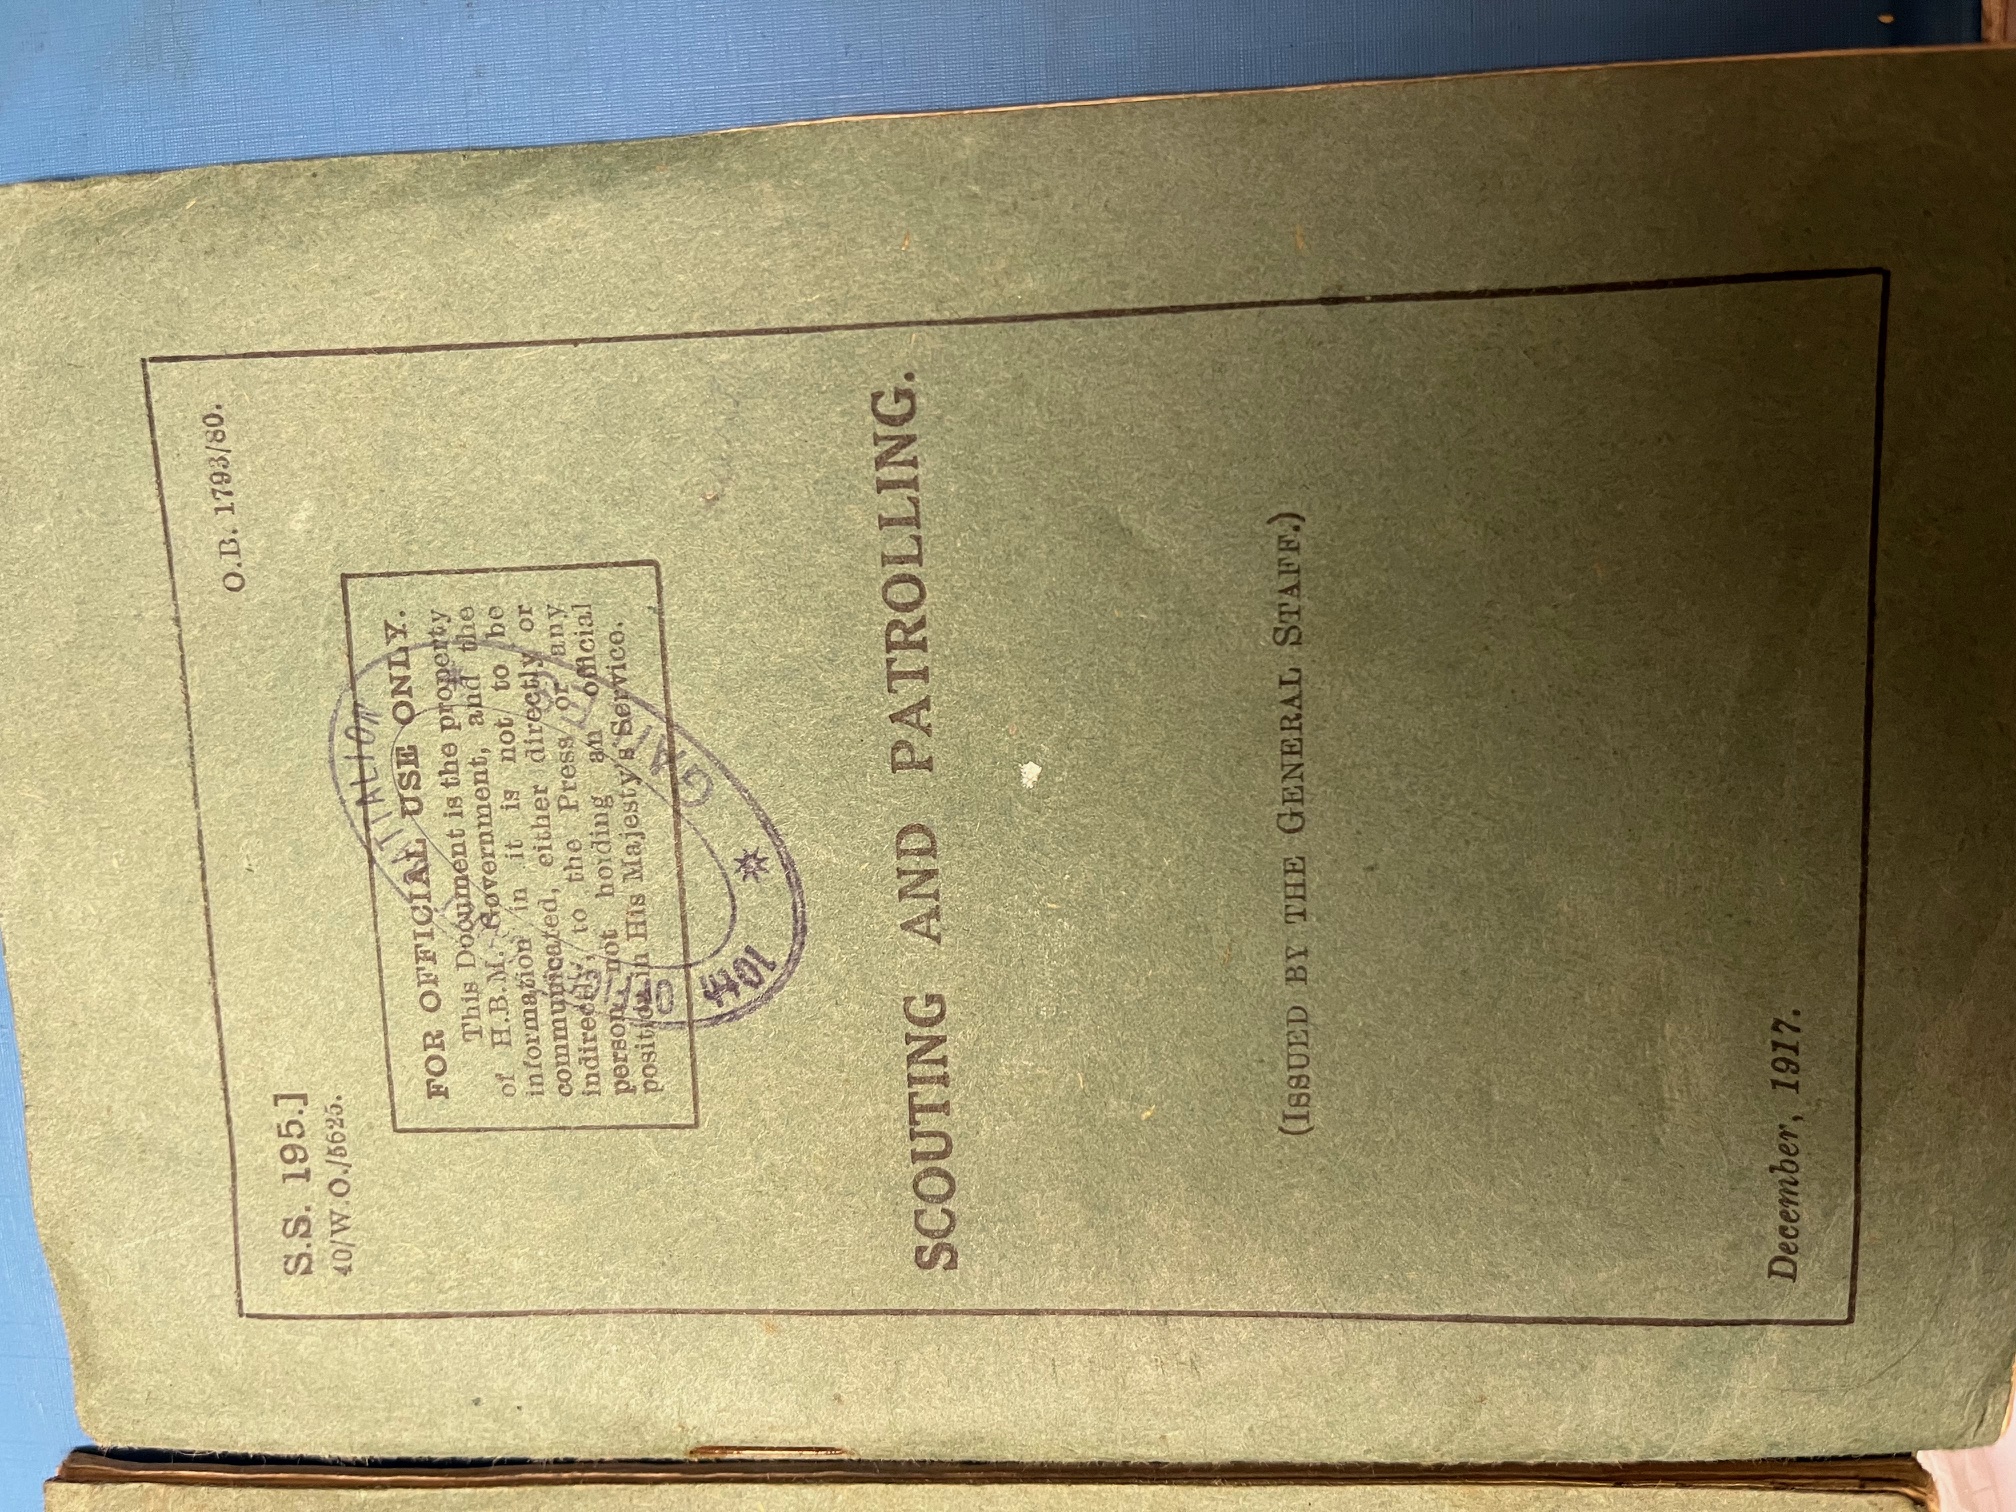 O.B. 1793/80.
S.S. 195.]
40/W.O./5625.
FOR OFFICIAL USE ONLY.
This Document is the property
of H.B.M. Government, and the
information in it is not to be
communicated, either directly or
indirectly, to the Press or any
person not holding an official
position in His Majesty's Service.
10th
SCOUTING AND PATROLLING.
(ISSUED BY THE GENERAL STAFF.)
December, 1917.